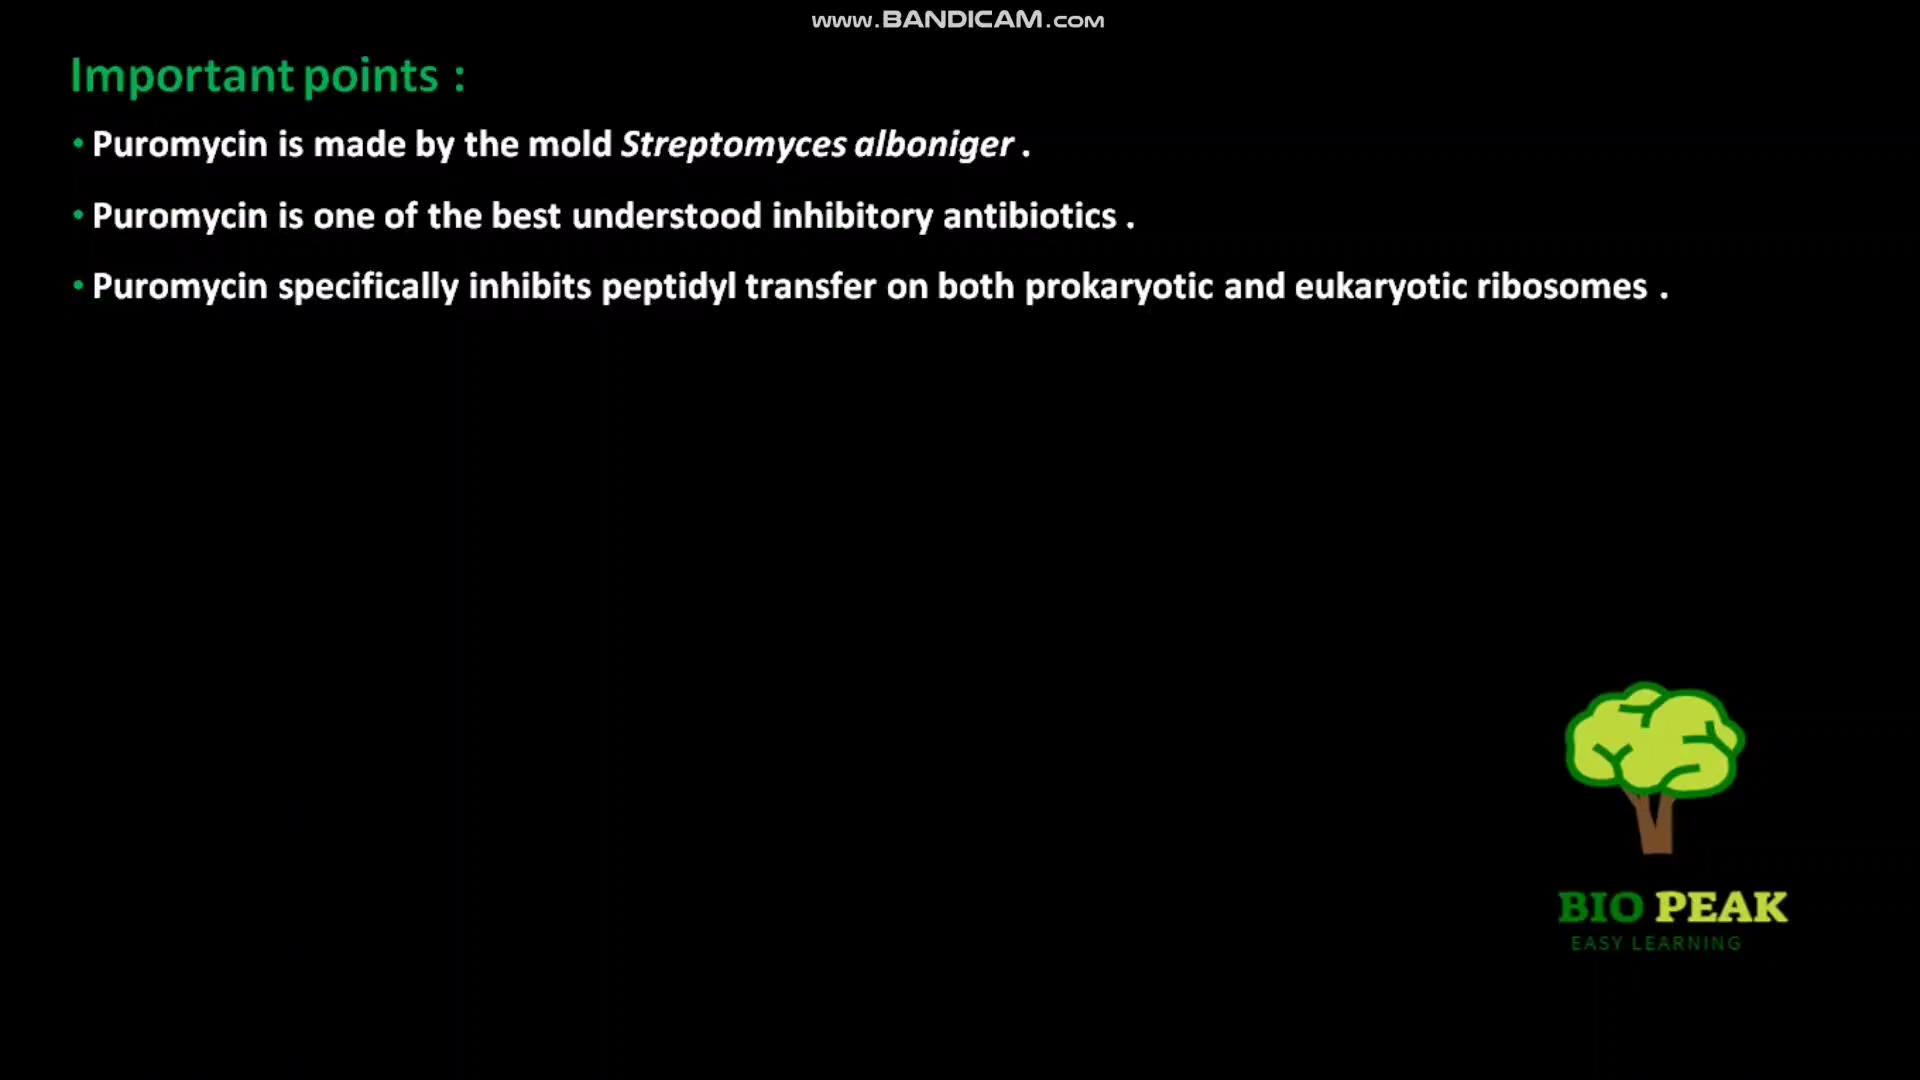 www.BANDICAM.com
Important points :
• Puromycin is made by the mold Streptomyces alboniger .
• Puromycin is one of the best understood inhibitory antibiotics .
• Puromycin specifically inhibits peptidyl transfer on both prokaryotic and eukaryotic ribosomes .
BIO PEAK
EASY LEARNING